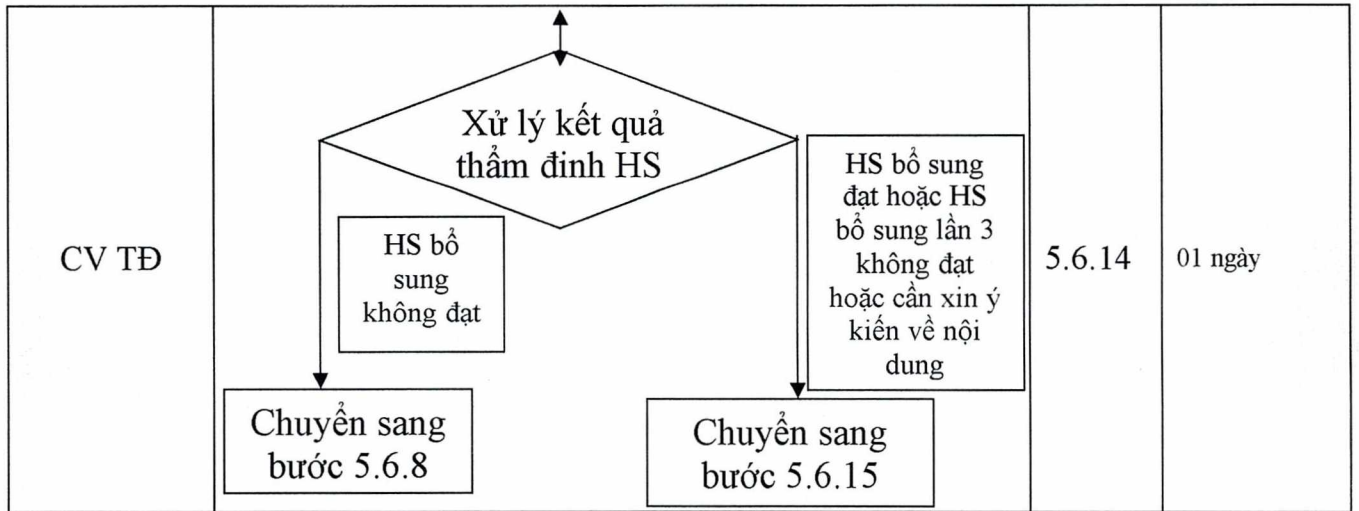 CV TĐ
Xử lý kết quả
thẩm đinh HS
HS bổ
sung
không đạt
HS bổ sung
đạt hoặc HS
bổ sung lần 3
không đạt
hoặc cần xin ý
kiến về nội
dung
Chuyển sang
bước 5.6.8
Chuyển sang
bước 5.6.15
5.6.14
01 ngày